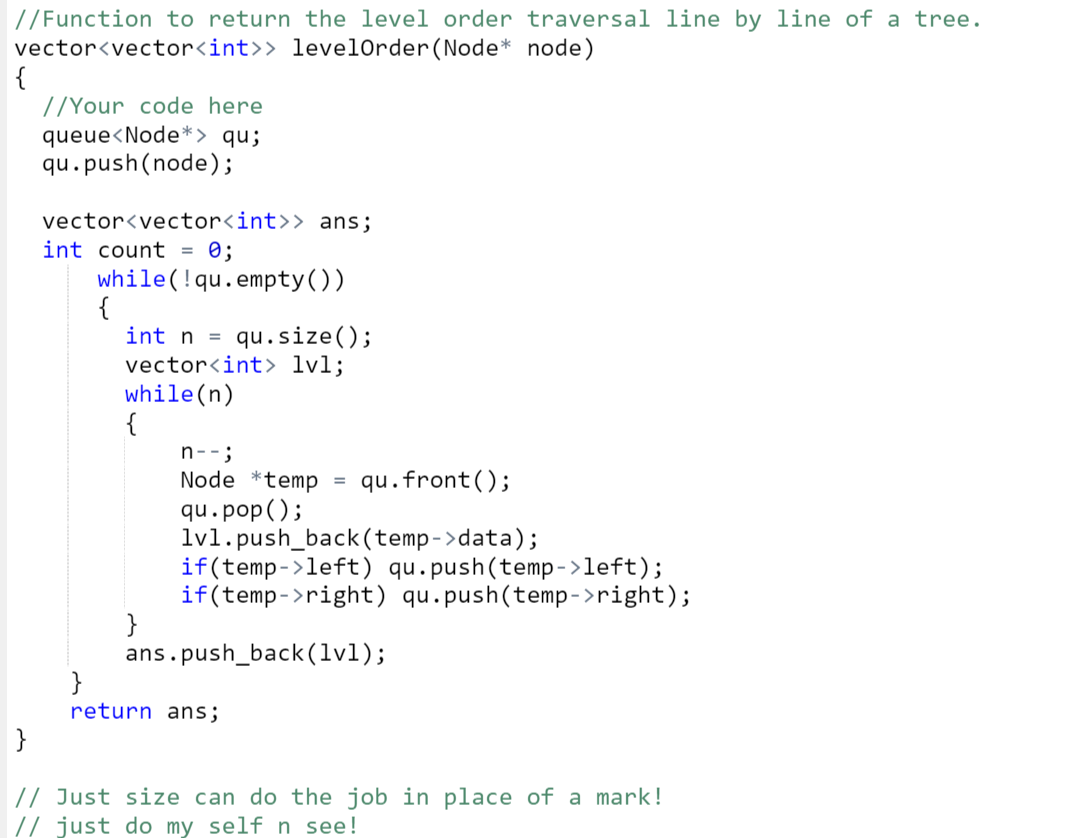 //Function to return the level order traversal line by line of a tree.
vector<vector<int>> levelOrder(Node* node)
{
  //Your code here
  queue<Node*> qu;
  qu.push(node);

  vector<vector<int>> ans;
  int count = 0;
      while(!qu.empty())
      {
        int n = qu.size();
        vector<int> lvl;
        while(n)
        {
            n--;
            Node *temp = qu.front();
            qu.pop();
            lvl.push_back(temp->data);
            if(temp->left) qu.push(temp->left);
            if(temp->right) qu.push(temp->right);
        }
        ans.push_back(lvl);
    }
    return ans;
}

// Just size can do the job in place of a mark!
// just do my self n see!